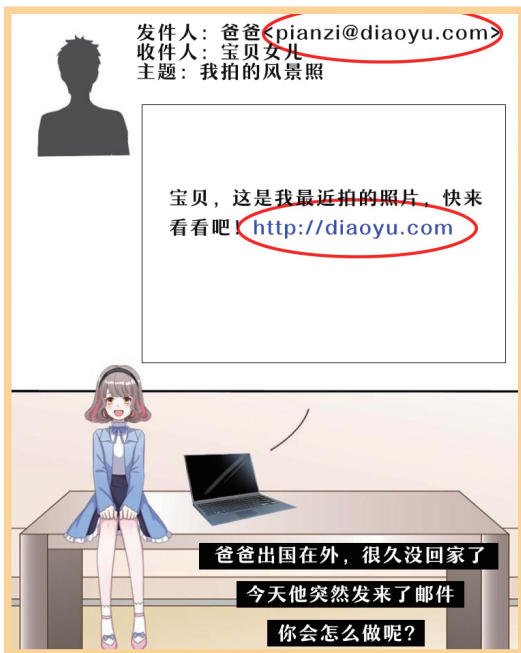 发件人：爸爸<pianzi@diaoyu.com>
收件人：宝贝女儿
主题：我拍的风景照
宝贝，这是我最近拍的照片，快来
看看吧！http://diaoyu.com
爸爸出国在外，很久没回家了
今天他突然发来了邮件
你会怎么做呢？